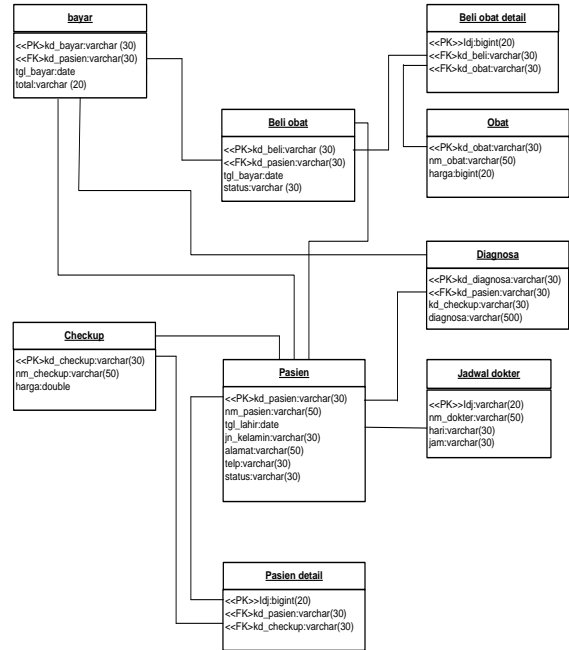 bayar
<<PK>kd_bayar:varchar (30)
<<FK>kd_pasien:varchar(30)
tgl_bayar:date
total:varchar (20)
Beli obat detail
<<PK>>Idj:bigint(20)
<<FK>kd_beli:varchar(30)
<<FK>kd_obat:varchar(30)
Beli obat
<<PK>kd_beli:varchar (30)
<<FK>kd_pasien:varchar(30)
tgl_bayar:date
status:varchar (30)
Obat
<<PK>kd_obat:varchar(30)
nm_obat:varchar(50)
harga:bigint(20)
Diagnosa
<<PK>kd_diagnosa:varchar(30)
<<FK>kd_pasien:varchar(30)
kd_checkup:varchar(30)
diagnosa:varchar(500)
Checkup
<<PK>kd_checkup:varchar(30)
nm_checkup:varchar(50)
harga:double
Pasien
<<PK>kd_pasien:varchar(30)
nm_pasien:varchar(50)
tgl_lahir:date
jn_kelamin:varchar(30)
alamat:varchar(50)
telp:varchar(30)
status:varchar(30)
Jadwal dokter
<<PK>>Idj:varchar(20)
nm_dokter:varchar(50)
hari:varchar(30)
jam:varchar(30)
Pasien detail
<<PK>>Idj:bigint(20)
<<FK>kd_pasien:varchar(30)
<<FK>kd_checkup:varchar(30)